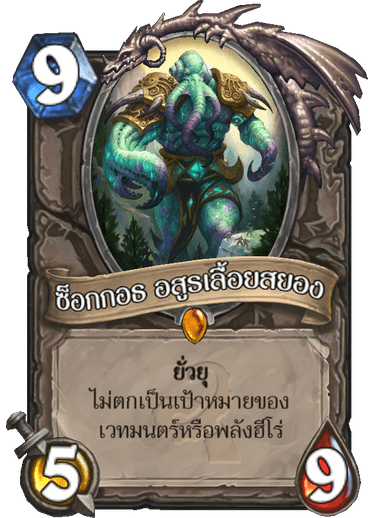 9
ซ็อกกอธ อสูรเลื้อยสยอง
ยั่วยุ
ไม่ตกเป็นเป้าหมายของ
เวทมนตร์หรือพลังฮีโร่
5
9